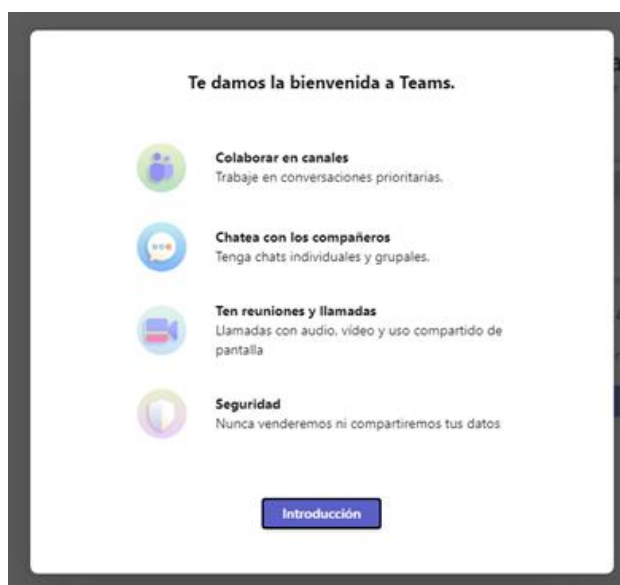 Te damos la bienvenida a Teams.
Colaborar en canales
Trabaje en conversaciones prioritarias.
Chatea con los compañeros
Tenga chats individuales y grupales.
Ten reuniones y llamadas
Llamadas con audio, vídeo y uso compartido de
pantalla
Seguridad
Nunca venderemos ni compartiremos tus datos
Introducción